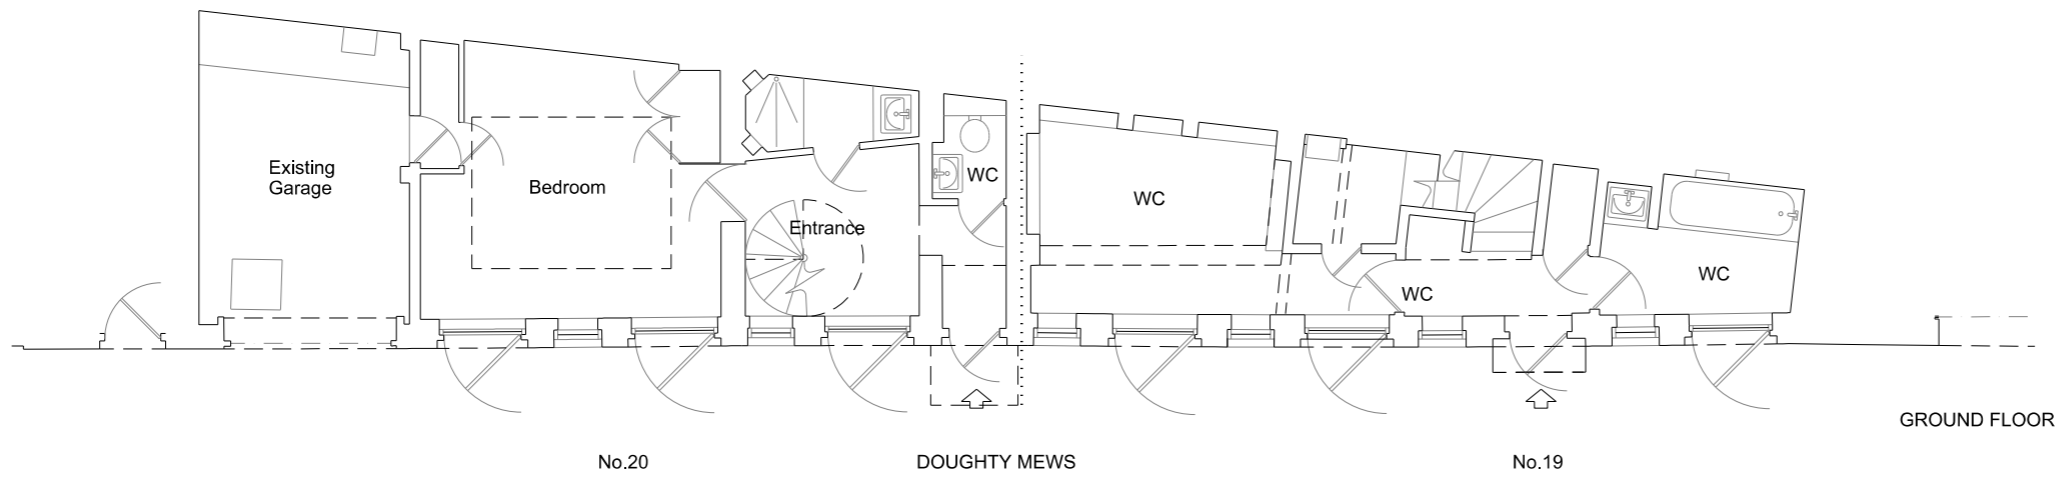 Existing
Garage
Bedroom
Entrance
WC
WC
WC
WC
GROUND FLOOR
No.20
DOUGHTY MEWS
No.19